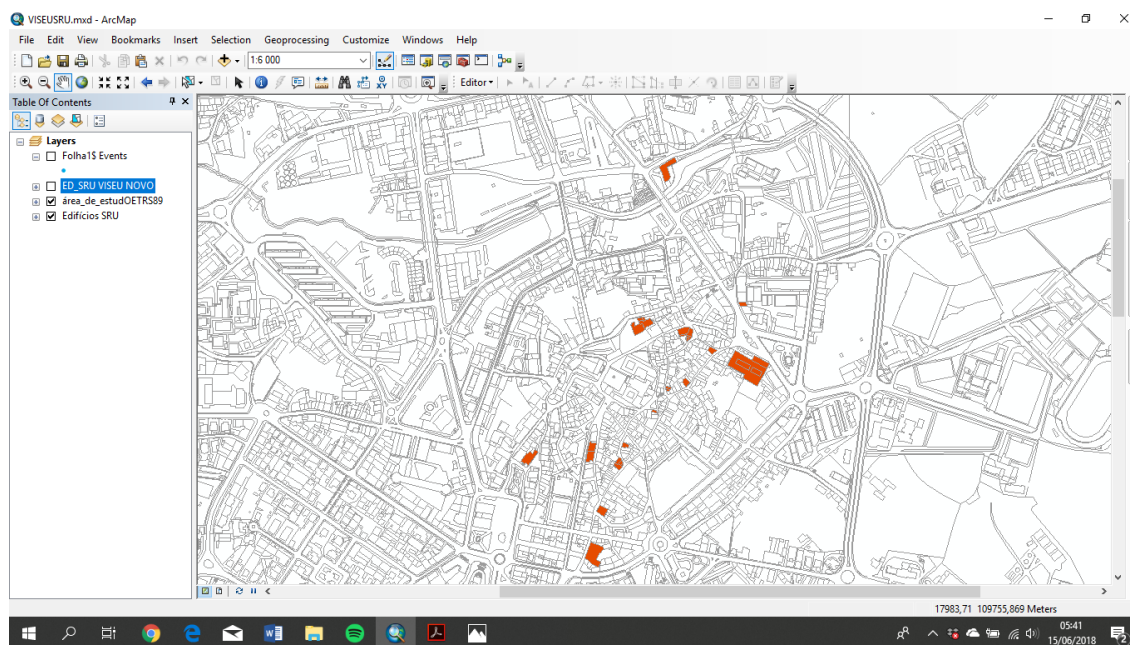 VISEUSRU.mxd - ArcMap
File Edit View Bookmarks Insert Selection Geoprocessing Customize Windows Help
1:6 000
Editor
Table Of Contents
Layers
Folha1$ Events
ED_SRU VISEU NOVO
área_de_estudOETRS89
Edifícios SRU
17983,71 109755,869 Meters
05:41
15/06/2018